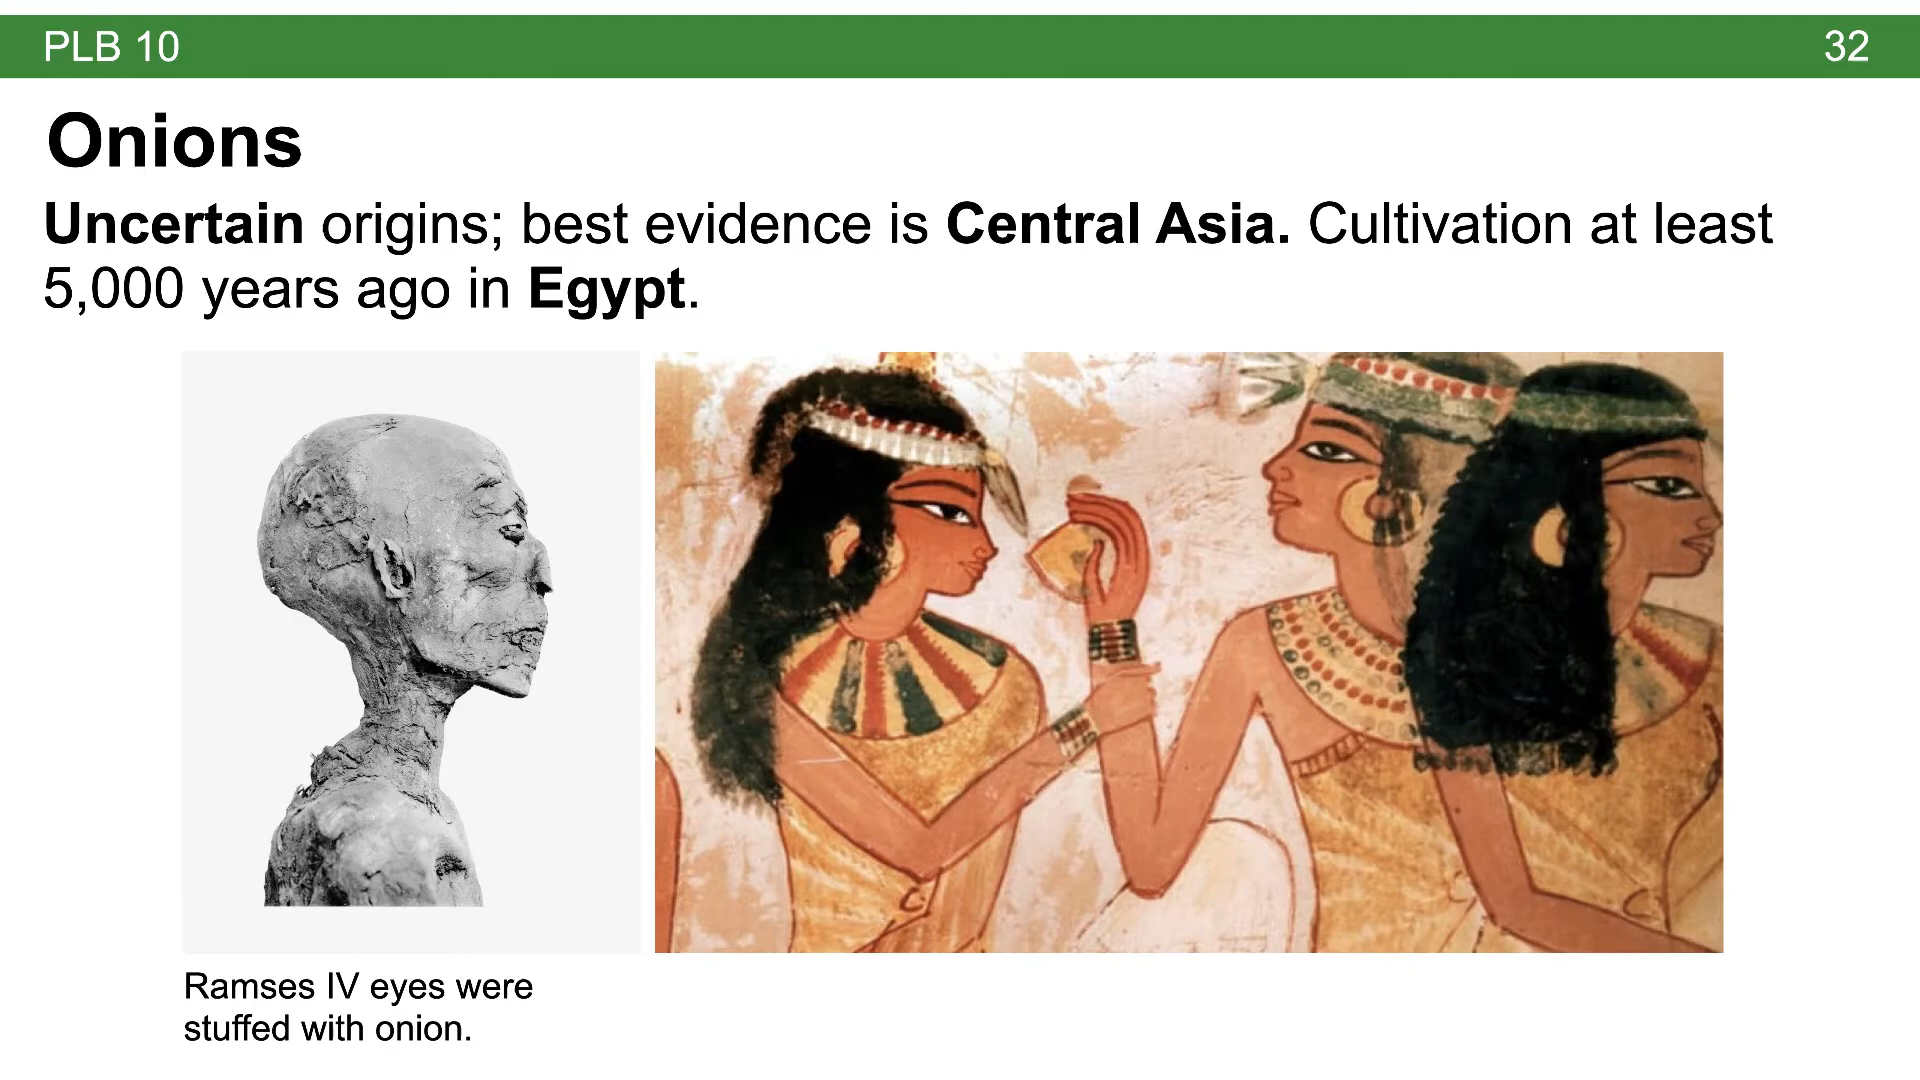 PLB 10
32
Onions
Uncertain origins; best evidence is Central Asia. Cultivation at least
5,000 years ago in Egypt.
Ramses IV eyes were
stuffed with onion.